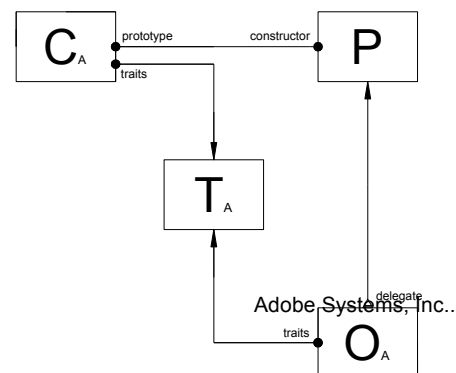 C A
prototype
constructor
P
traits
T A
delegate
Adobe Systems, Inc..
traits
O A